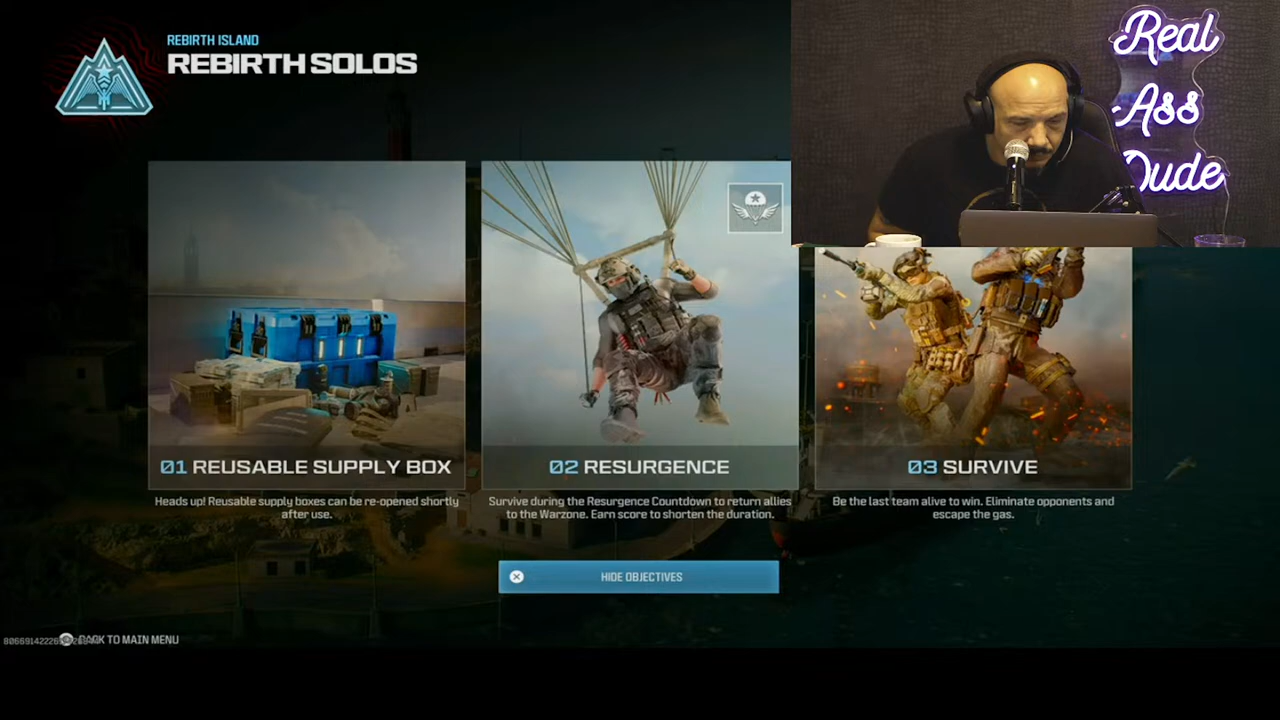 REBIRTH ISLAND
REBIRTH SOLOS
Real
Ass
Dude
01 REUSABLE SUPPLY BOX
Heads up! Reusable supply boxes can be re-opened shortly
after use.
02 RESURGENCE
Survive during the Resurgence Countdown to return allies
to the Warzone. Earn score to shorten the duration.
03 SURVIVE
Be the last team alive to win. Eliminate opponents and
escape the gas.
HIDE OBJECTIVES
BACK TO MAIN MENU